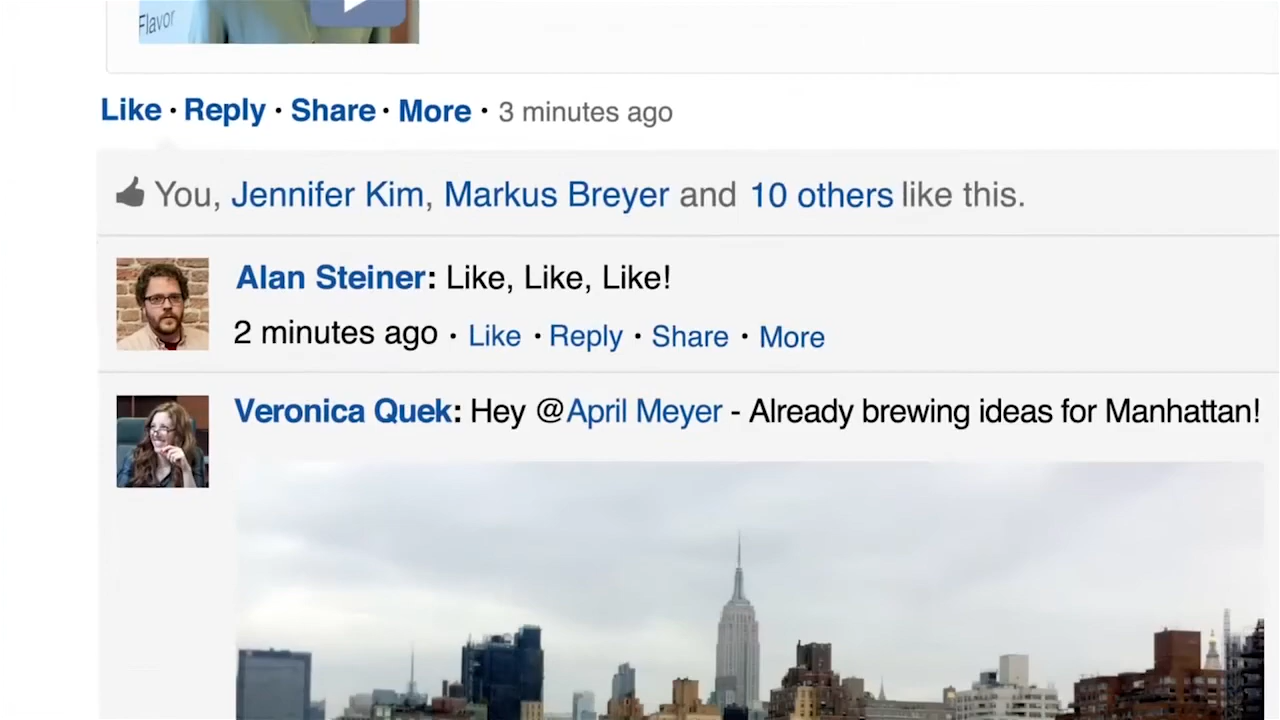 Flavor
Like · Reply · Share · More · 3 minutes ago
You, Jennifer Kim, Markus Breyer and 10 others like this.
Alan Steiner: Like, Like, Like!
2 minutes ago · Like · Reply · Share · More
Veronica Quek: Hey @April Meyer - Already brewing ideas for Manhattan!